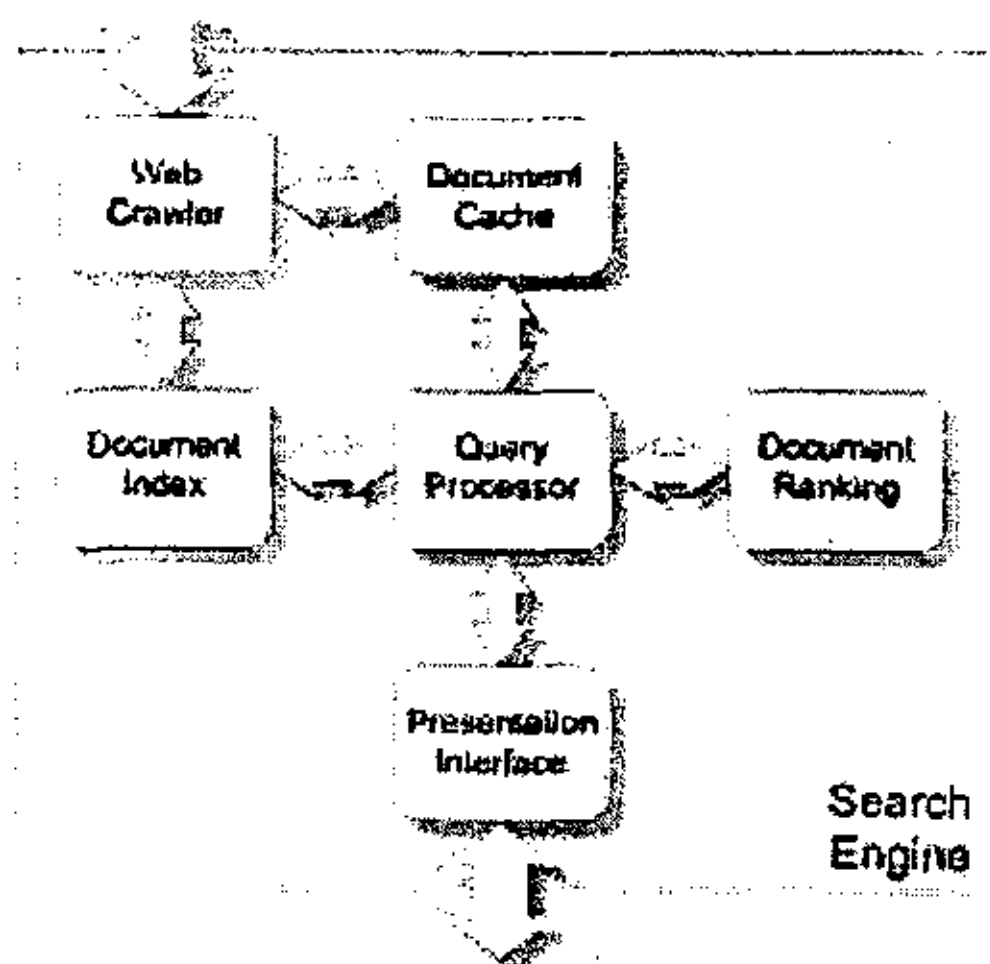 Web
Crawler
Document
Cache
Document
Index
Query
Processor
Document
Ranking
Presentation
Interface
Search
Engine